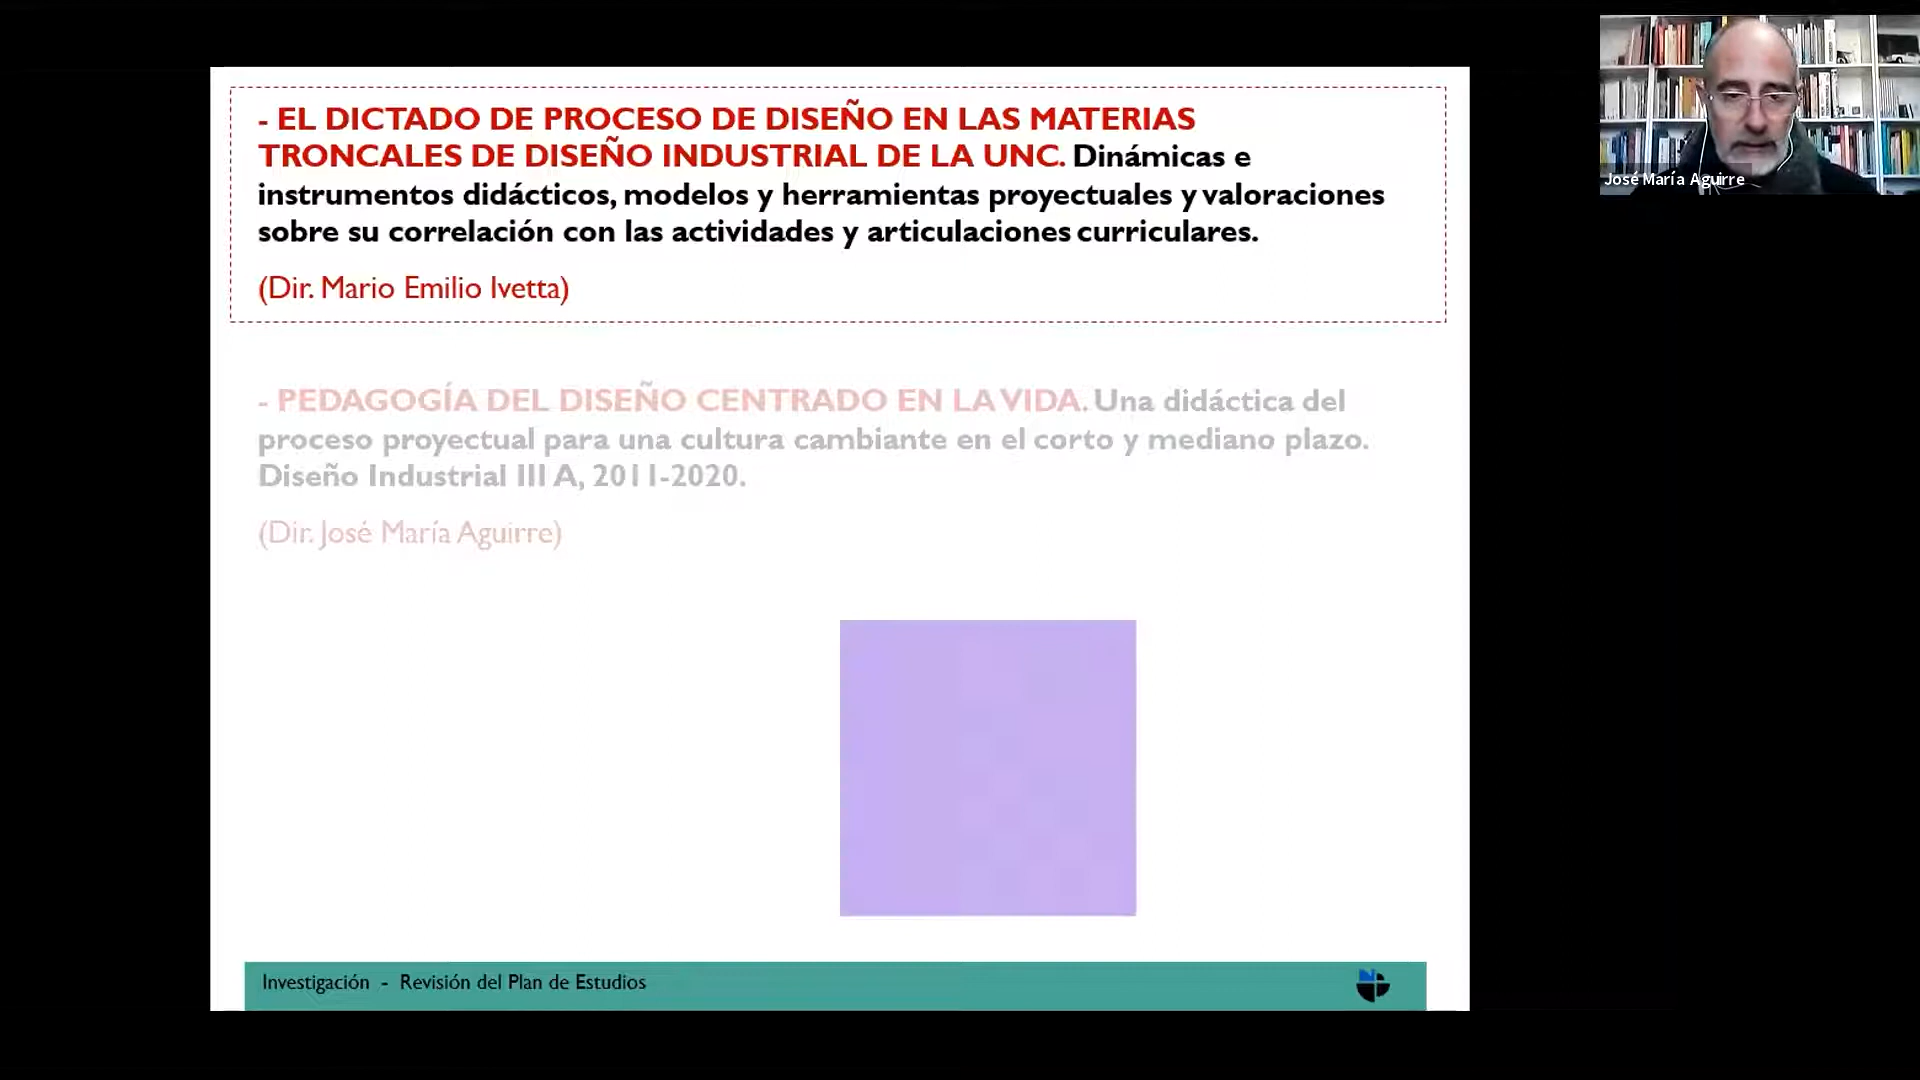 - EL DICTADO DE PROCESO DE DISEÑO EN LAS MATERIAS
TRONCALES DE DISEÑO INDUSTRIAL DE LA UNC. Dinámicas e
instrumentos didácticos, modelos y herramientas proyectuales y valoraciones
sobre su correlación con las actividades y articulaciones curriculares.
(Dir. Mario Emilio Ivetta)
- PEDAGOGÍA DEL DISEÑO CENTRADO EN LA VIDA. Una didáctica del
proceso proyectual para una cultura cambiante en el corto y mediano plazo.
Diseño Industrial III A, 2011-2020.
(Dir. José María Aguirre)
Investigación - Revisión del Plan de Estudios
José María Aguirre